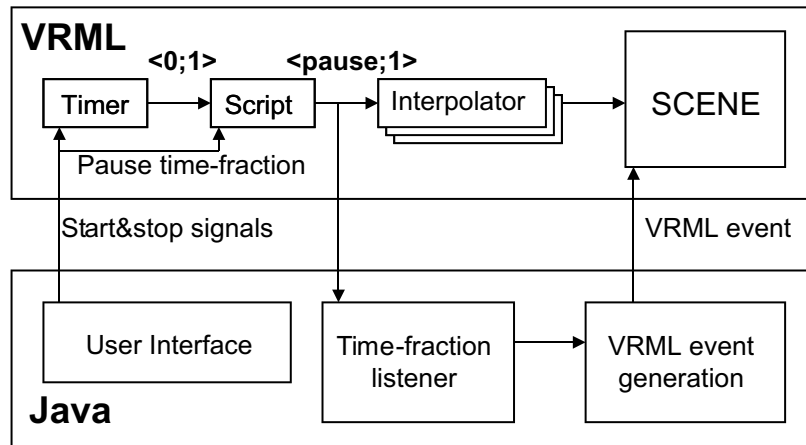 VRML
<0;1>
<pause;1>
Timer
Script
Interpolator
SCENE
Pause time-fraction
Start&stop signals
VRML event
User Interface
Time-fraction
listener
VRML event
generation
Java